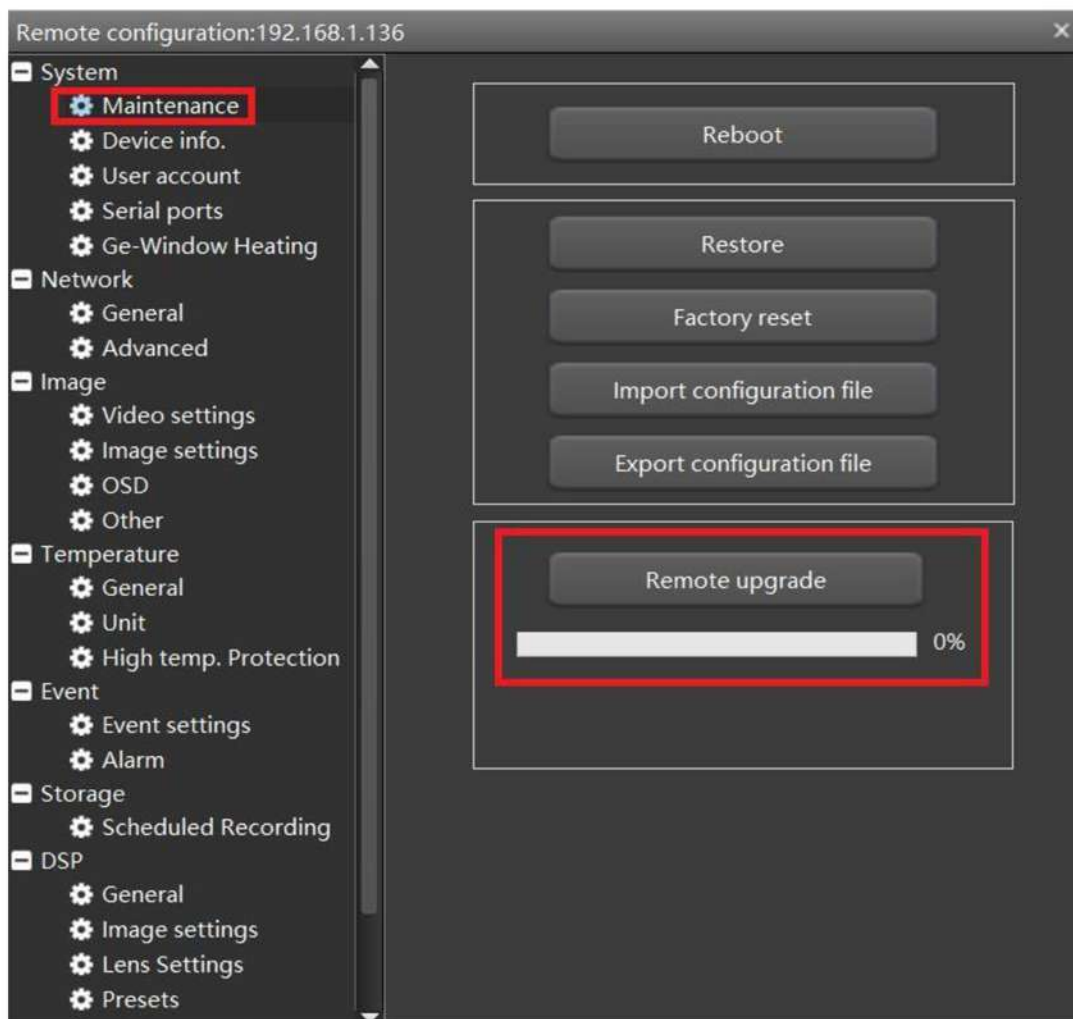 Remote configuration:192.168.1.136
System
Maintenance
Device info.
User account
Serial ports
Ge-Window Heating
Network
General
Advanced
Image
Video settings
Image settings
OSD
Other
Temperature
General
Unit
High temp. Protection
Event
Event settings
Alarm
Storage
Scheduled Recording
DSP
General
Image settings
Lens Settings
Presets
Reboot
Restore
Factory reset
Import configuration file
Export configuration file
Remote upgrade
0%